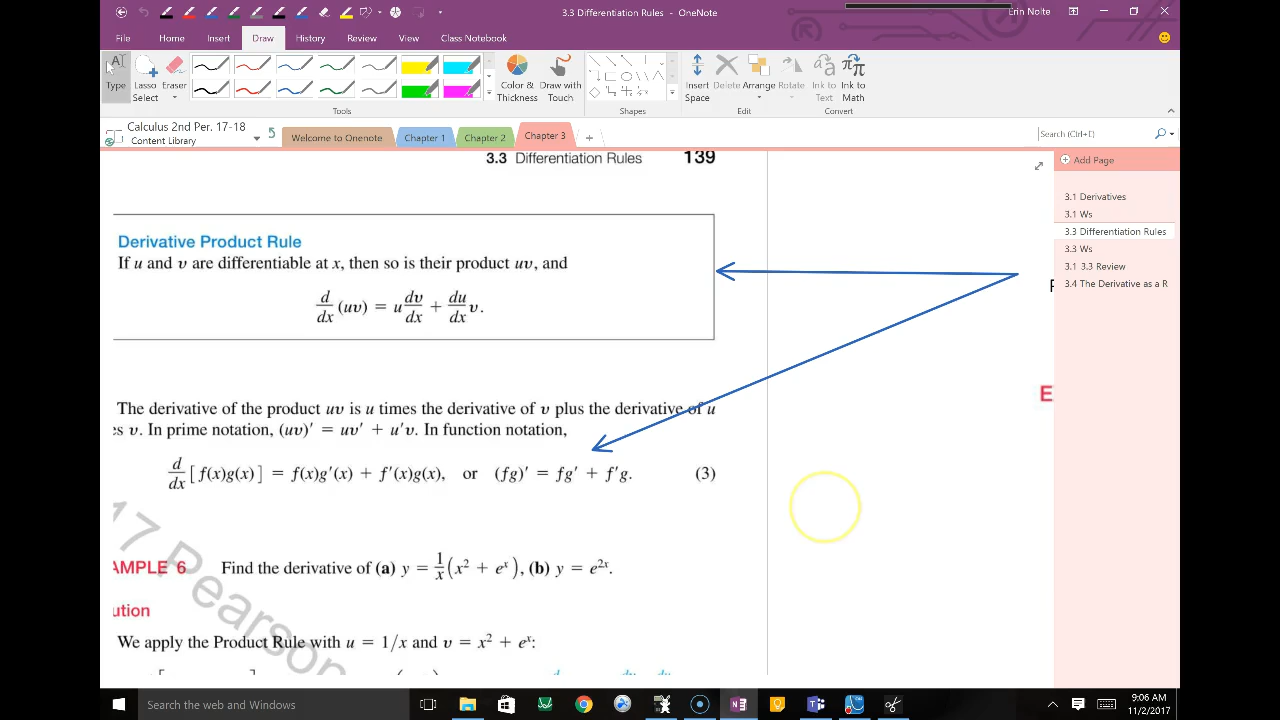 3.3 Differentiation Rules - OneNote
Erin Nolte
File Home Insert Draw History Review View Class Notebook
Type
Lasso Select
Eraser
Color & Thickness
Draw with Touch
Insert Space
Delete
Arrange
Rotate
Ink to Text
Ink to Math
Tools Shapes Edit Convert
Calculus 2nd Per. 17-18
Content Library
Welcome to Onenote Chapter 1 Chapter 2 Chapter 3
Search (Ctrl+E)
Add Page
3.1 Derivatives
3.1 Ws
3.3 Differentiation Rules
3.3 Ws
3.1 3.3 Review
3.4 The Derivative as a R
3.3 Differentiation Rules 139
Derivative Product Rule
If u and v are differentiable at x, then so is their product uv, and
d/dx (uv) = u dv/dx + du/dx v.
The derivative of the product uv is u times the derivative of v plus the derivative of u
es v. In prime notation, (uv)′ = uv′ + u′v. In function notation,
d/dx [f(x)g(x)] = f(x)g′(x) + f′(x)g(x), or (fg)′ = fg′ + f′g. (3)
E
AMPLE 6 Find the derivative of (a) y = 1/x (x² + eˣ), (b) y = e²ˣ.
ution
We apply the Product Rule with u = 1/x and v = x² + eˣ:
17 Pearson
Search the web and Windows
9:06 AM
11/2/2017